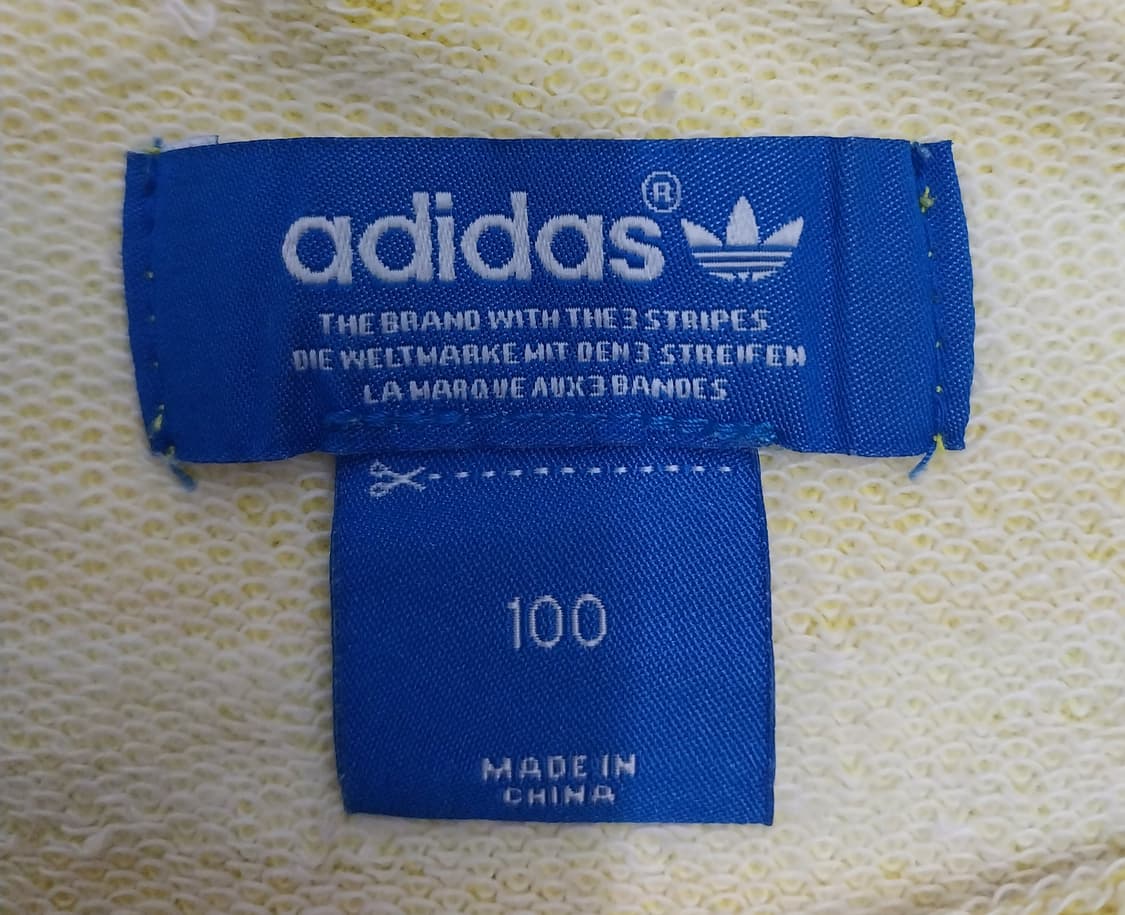 adidas®
THE BRAND WITH THE 3 STRIPES
DIE WELTMARKE MIT DEN 3 STREIFEN
LA MARQUE AUX 3 BANDES
100
MADE IN
CHINA